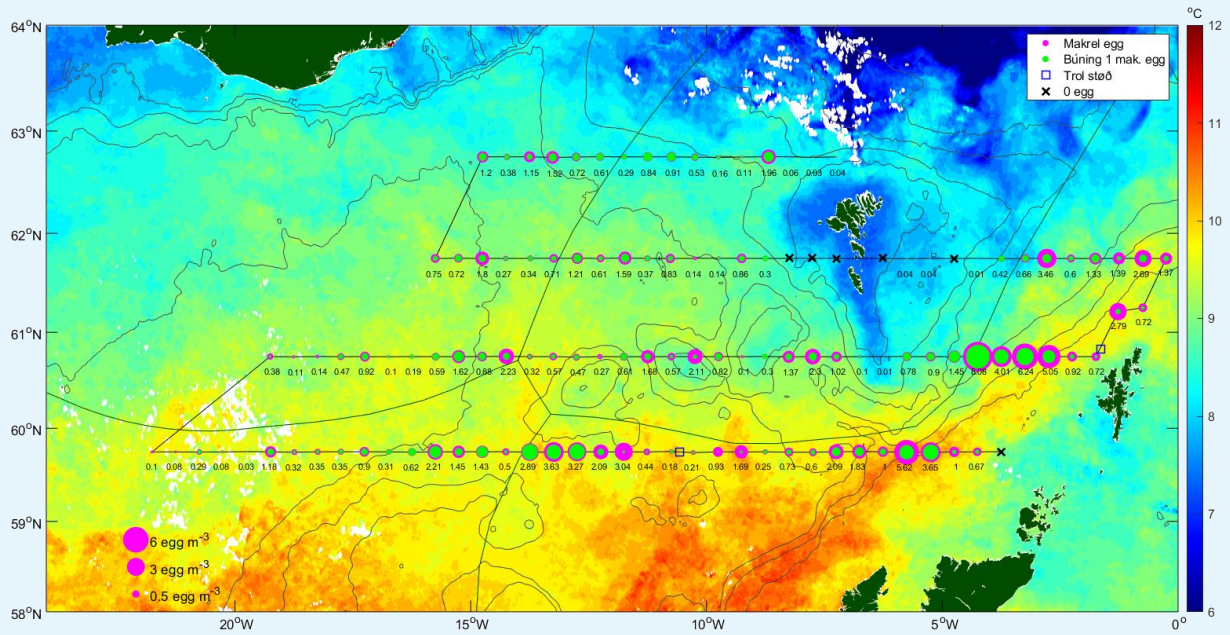 °C
64°N
63°N
62°N
61°N
60°N
59°N
58°N
20°W
15°W
10°W
5°W
0°
12
11
10
9
8
7
6
Makrel egg
Búning 1 mak. egg
Trol støð
0 egg
1.2 0.38 1.15 1.52 0.72 0.61 0.29 0.84 0.91 0.53 0.16 0.11 1.96 0.06 0.03 0.04
0.75 0.72 1.8 0.27 0.34 0.71 1.21 0.61 1.59 0.37 0.83 0.14 0.14 0.86 0.3 0.04 0.04 0.01 0.42 0.66 3.46 0.6 1.33 1.39 2.69 1.37
2.79 0.72
0.38 0.11 0.14 0.47 0.92 0.1 0.19 0.59 1.62 0.88 2.23 0.32 0.57 0.47 0.27 0.61 1.68 0.57 2.11 0.82 0.1 0.3 1.37 2.3 1.02 0.1 0.01 0.78 0.9 1.45 8.08 4.01 6.24 5.05 0.92 0.72
0.1 0.08 0.29 0.08 0.03 1.18 0.32 0.35 0.35 0.9 0.31 0.62 2.21 1.45 1.43 0.5 2.89 3.63 3.27 2.09 3.04 0.44 0.18 0.21 0.93 1.69 0.25 0.73 0.6 2.09 1.83 1 5.62 3.65 1 0.67
6 egg m⁻³
3 egg m⁻³
0.5 egg m⁻³